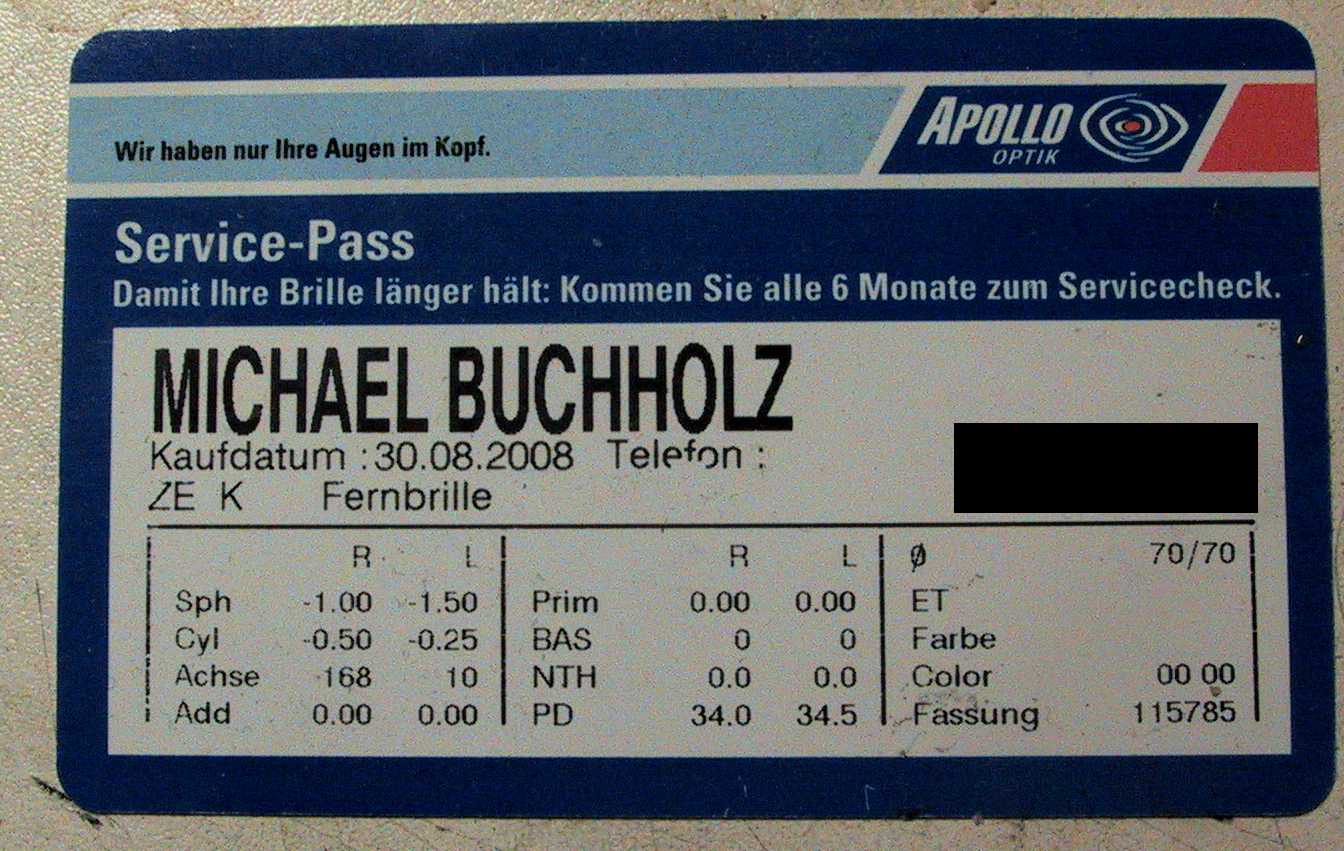 Wir haben nur Ihre Augen im Kopf.
APOLLO
OPTIK
Service-Pass
Damit Ihre Brille länger hält: Kommen Sie alle 6 Monate zum Servicecheck.
MICHAEL BUCHHOLZ
Kaufdatum :30.08.2008 Telefon :
ZE K Fernbrille
R L R L ø 70/70
Sph -1.00 -1.50 Prim 0.00 0.00 ET
Cyl -0.50 -0.25 BAS 0 0 Farbe
Achse 168 10 NTH 0.0 0.0 Color 00 00
Add 0.00 0.00 PD 34.0 34.5 Fassung 115785